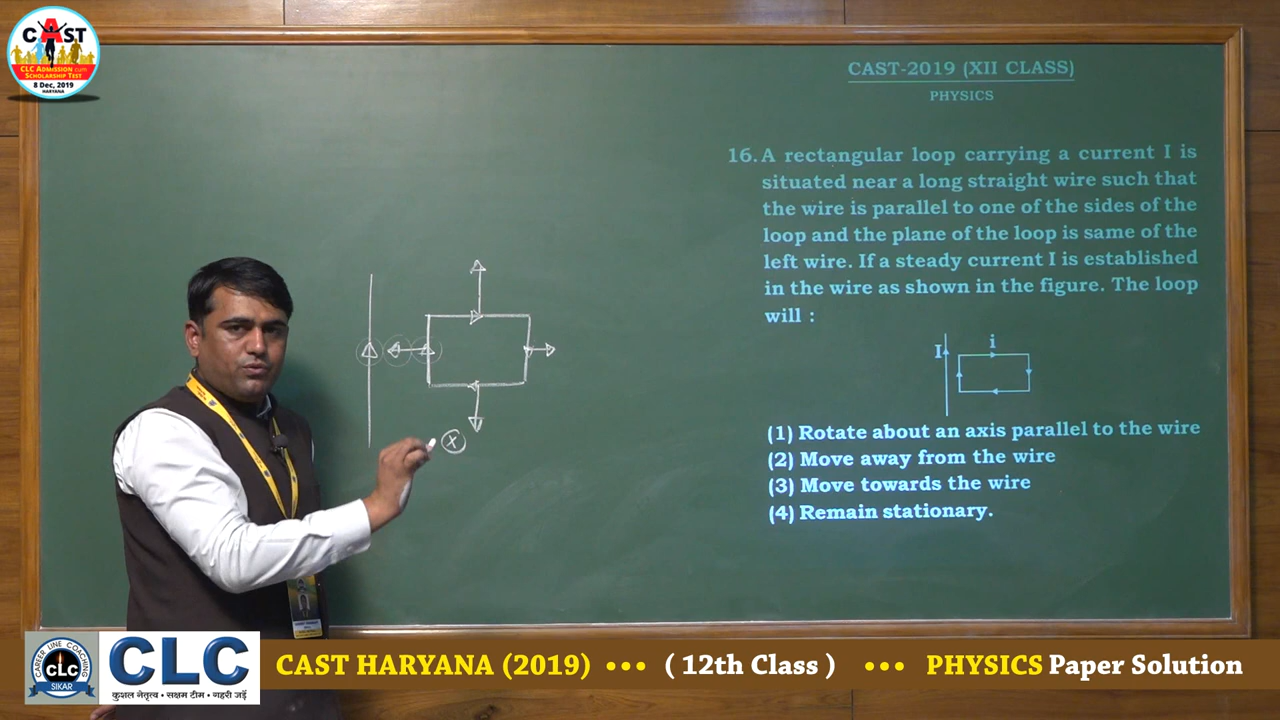 CAST
CLC ADMISSION cum
SCHOLARSHIP TEST
8 Dec, 2019
HARYANA
CAST-2019 (XII CLASS)
PHYSICS
16. A rectangular loop carrying a current I is
situated near a long straight wire such that
the wire is parallel to one of the sides of the
loop and the plane of the loop is same of the
left wire. If a steady current I is established
in the wire as shown in the figure. The loop
will :
I
i
(1) Rotate about an axis parallel to the wire
(2) Move away from the wire
(3) Move towards the wire
(4) Remain stationary.
CAREER LINE COACHING
CLC
SIKAR
CLC
कुशल नेतृत्व • सक्षम टीम • गहरी जड़ें
CAST HARYANA (2019) ••• ( 12th Class ) ••• PHYSICS Paper Solution